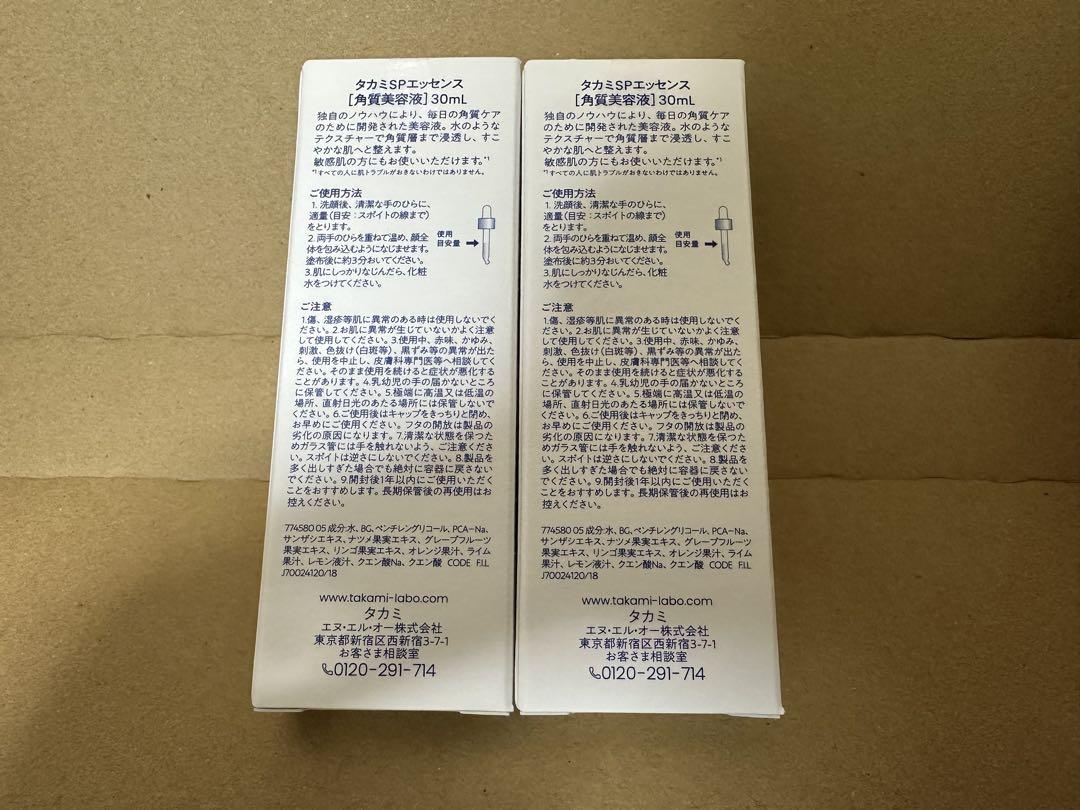 タカミSPエッセンス
[角質美容液]30mL
独自のノウハウにより、毎日の角質ケア
のために開発された美容液。水のような
テクスチャーで角質層まで浸透し、すこ
やかな肌へと整えます。
敏感肌の方にもお使いいただけます。*1
*1 すべての人に肌トラブルがおきないわけではありません。
ご使用方法
1. 洗顔後、清潔な手のひらに、
適量(目安:スポイトの線まで)
をとります。
2. 両手のひらを重ねて温め、顔全
体を包み込むようになじませます。
塗布後に約3分おいてください。
3.肌にしっかりなじんだら、化粧
水をつけてください。
使用
目安量
ご注意
1.傷、湿疹等肌に異常のある時は使用しないでく
ださい。2.お肌に異常が生じていないかよく注意
して使用してください。3.使用中、赤味、かゆみ、
刺激、色抜け(白斑等)、黒ずみ等の異常が出た
ら、使用を中止し、皮膚科専門医等へ相談してく
ださい。そのまま使用を続けると症状が悪化する
ことがあります。4.乳幼児の手の届かないところ
に保管してください。5.極端に高温又は低温の
場所、直射日光のあたる場所には保管しないで
ください。6.ご使用後はキャップをきっちりと閉め、
お早めにご使用ください。フタの開放は製品の
劣化の原因になります。7.清潔な状態を保つた
めガラス管には手を触れないよう、ご注意くださ
い。スポイトは逆さにしないでください。8.製品を
多く出しすぎた場合でも絶対に容器に戻さない
でください。9.開封後1年以内にご使用いただく
ことをおすすめします。長期保管後の再使用はお
控えください。
774580 05 成分:水、BG、ペンチレングリコール、PCA-Na、
サンザシエキス、ナツメ果実エキス、グレープフルーツ
果実エキス、リンゴ果実エキス、オレンジ果汁、ライム
果汁、レモン液汁、クエン酸Na、クエン酸 CODE F.I.L
J70024120/18
www.takami-labo.com
タカミ
エヌ・エル・オー株式会社
東京都新宿区西新宿3-7-1
お客さま相談室
0120-291-714
タカミSPエッセンス
[角質美容液]30mL
独自のノウハウにより、毎日の角質ケア
のために開発された美容液。水のような
テクスチャーで角質層まで浸透し、すこ
やかな肌へと整えます。
敏感肌の方にもお使いいただけます。*1
*1 すべての人に肌トラブルがおきないわけではありません。
ご使用方法
1. 洗顔後、清潔な手のひらに、
適量(目安:スポイトの線まで)
をとります。
2. 両手のひらを重ねて温め、顔全
体を包み込むようになじませます。
塗布後に約3分おいてください。
3.肌にしっかりなじんだら、化粧
水をつけてください。
使用
目安量
ご注意
1.傷、湿疹等肌に異常のある時は使用しないでく
ださい。2.お肌に異常が生じていないかよく注意
して使用してください。3.使用中、赤味、かゆみ、
刺激、色抜け(白斑等)、黒ずみ等の異常が出た
ら、使用を中止し、皮膚科専門医等へ相談してく
ださい。そのまま使用を続けると症状が悪化する
ことがあります。4.乳幼児の手の届かないところ
に保管してください。5.極端に高温又は低温の
場所、直射日光のあたる場所には保管しないで
ください。6.ご使用後はキャップをきっちりと閉め、
お早めにご使用ください。フタの開放は製品の
劣化の原因になります。7.清潔な状態を保つた
めガラス管には手を触れないよう、ご注意くださ
い。スポイトは逆さにしないでください。8.製品を
多く出しすぎた場合でも絶対に容器に戻さない
でください。9.開封後1年以内にご使用いただく
ことをおすすめします。長期保管後の再使用はお
控えください。
774580 05 成分:水、BG、ペンチレングリコール、PCA-Na、
サンザシエキス、ナツメ果実エキス、グレープフルーツ
果実エキス、リンゴ果実エキス、オレンジ果汁、ライム
果汁、レモン液汁、クエン酸Na、クエン酸 CODE F.I.L
J70024120/18
www.takami-labo.com
タカミ
エヌ・エル・オー株式会社
東京都新宿区西新宿3-7-1
お客さま相談室
0120-291-714